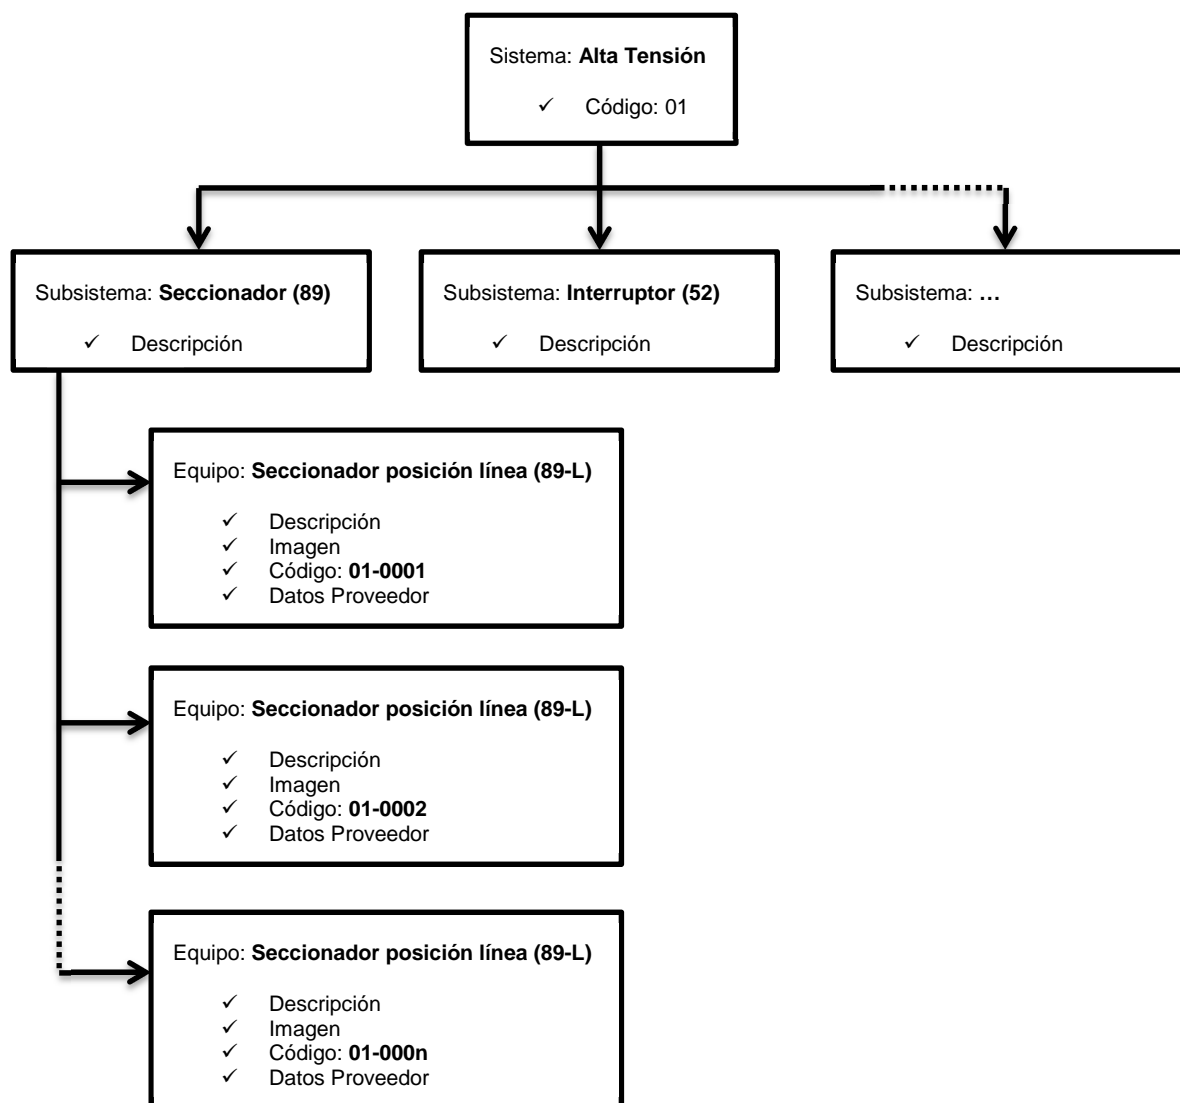 Sistema: Alta Tensión
✓ Código: 01
Subsistema: Seccionador (89)
✓ Descripción
Subsistema: Interruptor (52)
✓ Descripción
Subsistema: ...
✓ Descripción
Equipo: Seccionador posición línea (89-L)
✓ Descripción
✓ Imagen
✓ Código: 01-0001
✓ Datos Proveedor
Equipo: Seccionador posición línea (89-L)
✓ Descripción
✓ Imagen
✓ Código: 01-0002
✓ Datos Proveedor
Equipo: Seccionador posición línea (89-L)
✓ Descripción
✓ Imagen
✓ Código: 01-000n
✓ Datos Proveedor